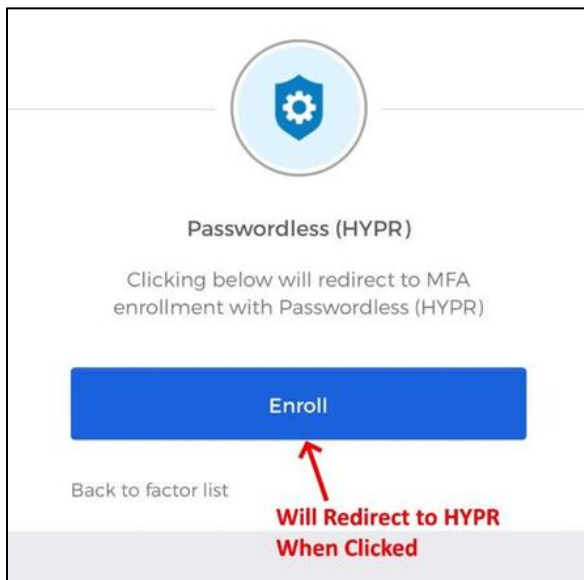 Passwordless (HYPR)
Clicking below will redirect to MFA
enrollment with Passwordless (HYPR)
Enroll
Back to factor list
Will Redirect to HYPR
When Clicked